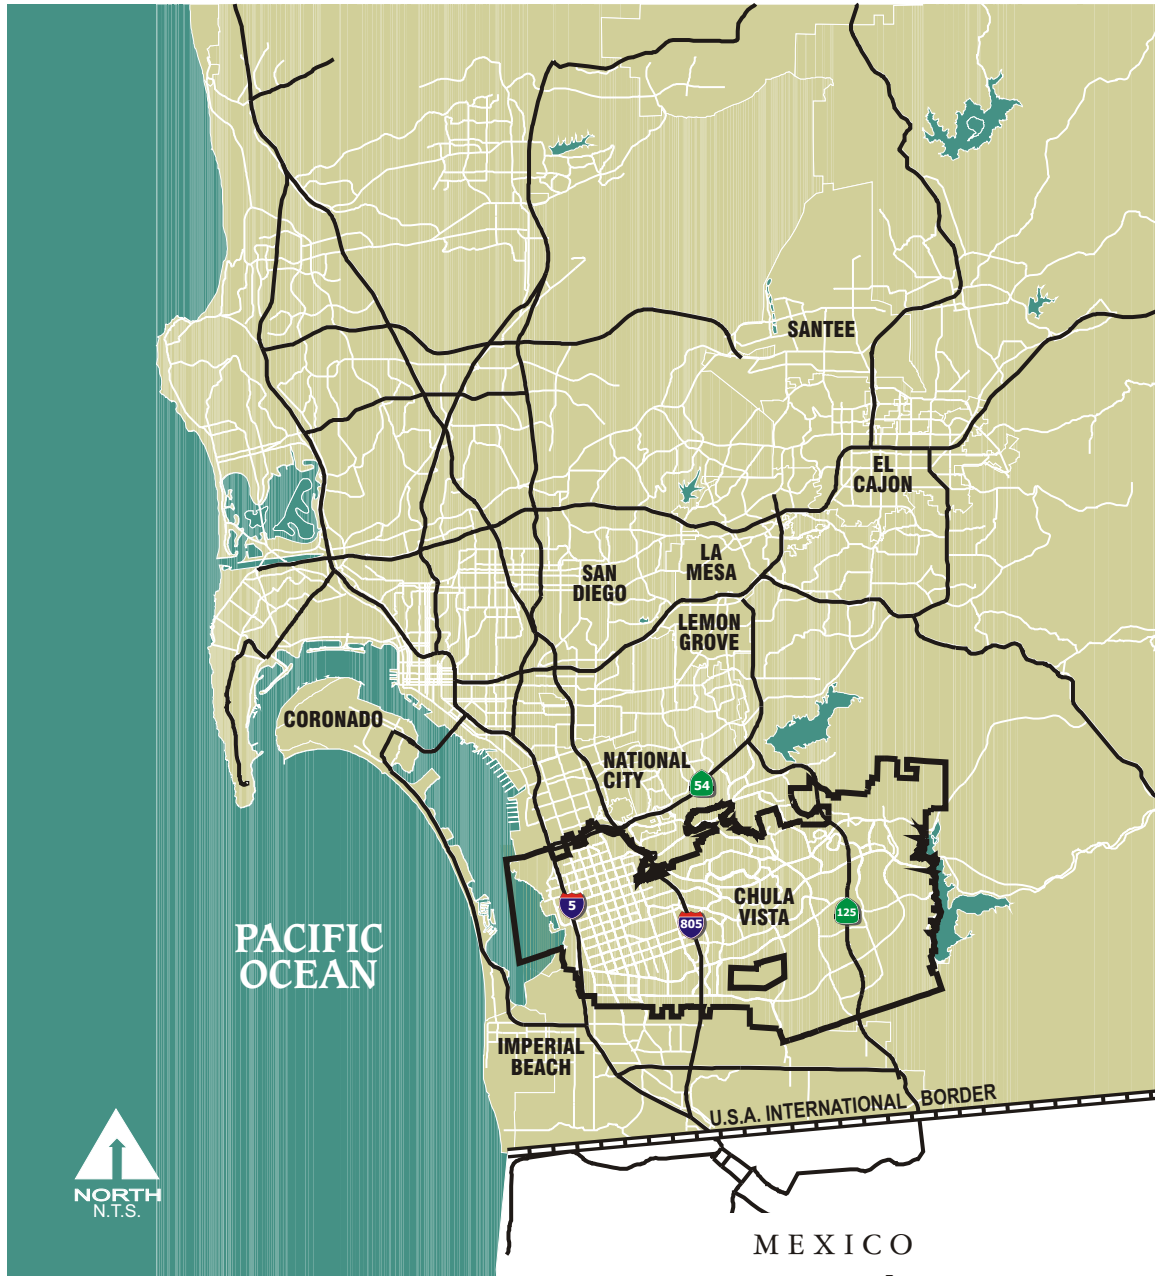 SANTEE
EL
CAJON
LA
MESA
SAN
DIEGO
LEMON
GROVE
CORONADO
NATIONAL
CITY
54
CHULA
VISTA
5
805
125
PACIFIC
OCEAN
IMPERIAL
BEACH
U.S.A. INTERNATIONAL BORDER
NORTH
N.T.S.
MEXICO